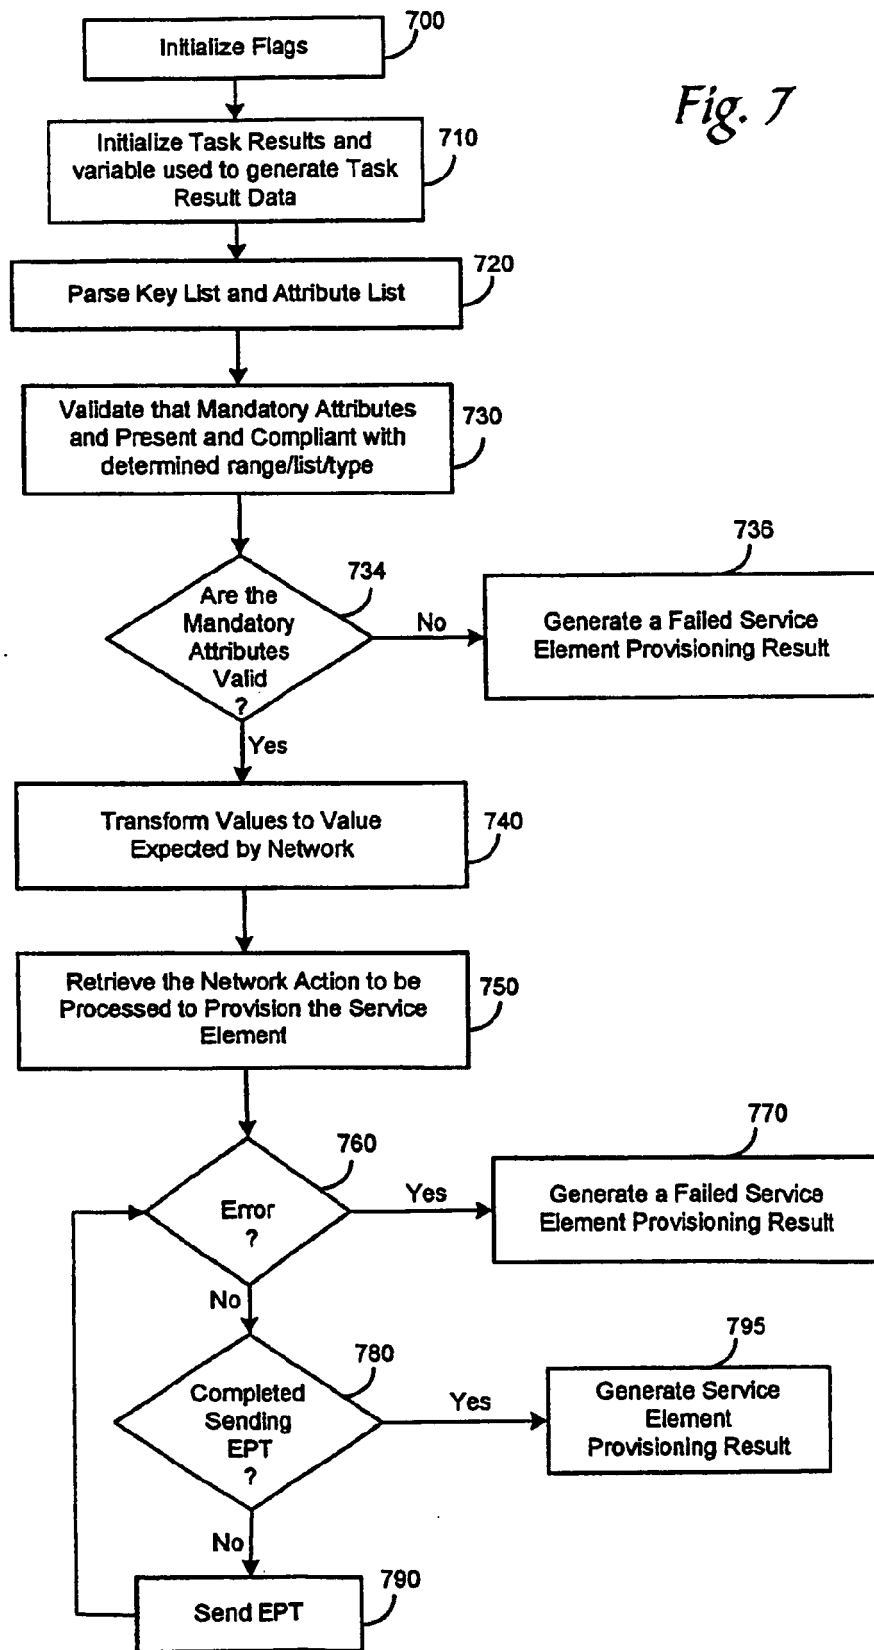 700
Initialize Flags
Fig. 7
Initialize Task Results and
variable used to generate Task
Result Data
710
720
Parse Key List and Attribute List
Validate that Mandatory Attributes
and Present and Compliant with
determined range/list/type
730
736
734
Are the
Mandatory
Attributes
Valid
?
No
Generate a Failed Service
Element Provisioning Result
Yes
Transform Values to Value
Expected by Network
740
Retrieve the Network Action to be
Processed to Provision the Service
Element
750
770
760
Error
?
Yes
Generate a Failed Service
Element Provisioning Result
No
795
780
Completed
Sending
EPT
?
Yes
Generate Service
Element
Provisioning Result
No
790
Send EPT